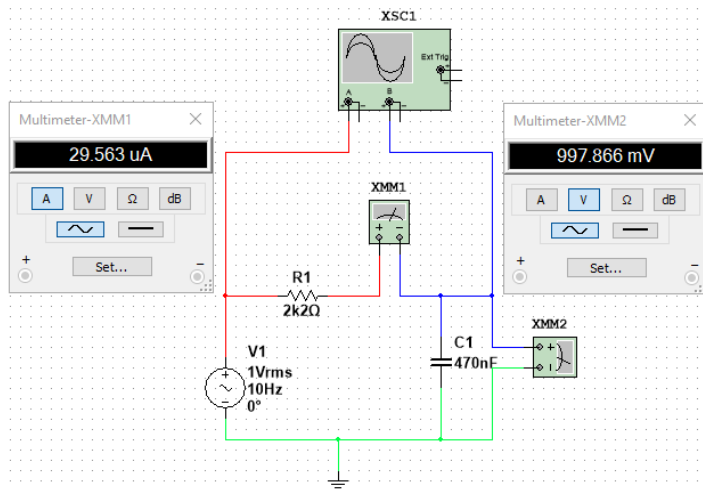 XSC1
Ext Trig
+
-
A
B
+ -
+ -
Multimeter-XMM1
29.563 uA
A V Ω dB
Set...
+ -
Multimeter-XMM2
997.866 mV
A V Ω dB
Set...
+ -
XMM1
+ -
R1
2k2Ω
XMM2
+
-
V1
1Vrms
10Hz
0°
C1
470nF